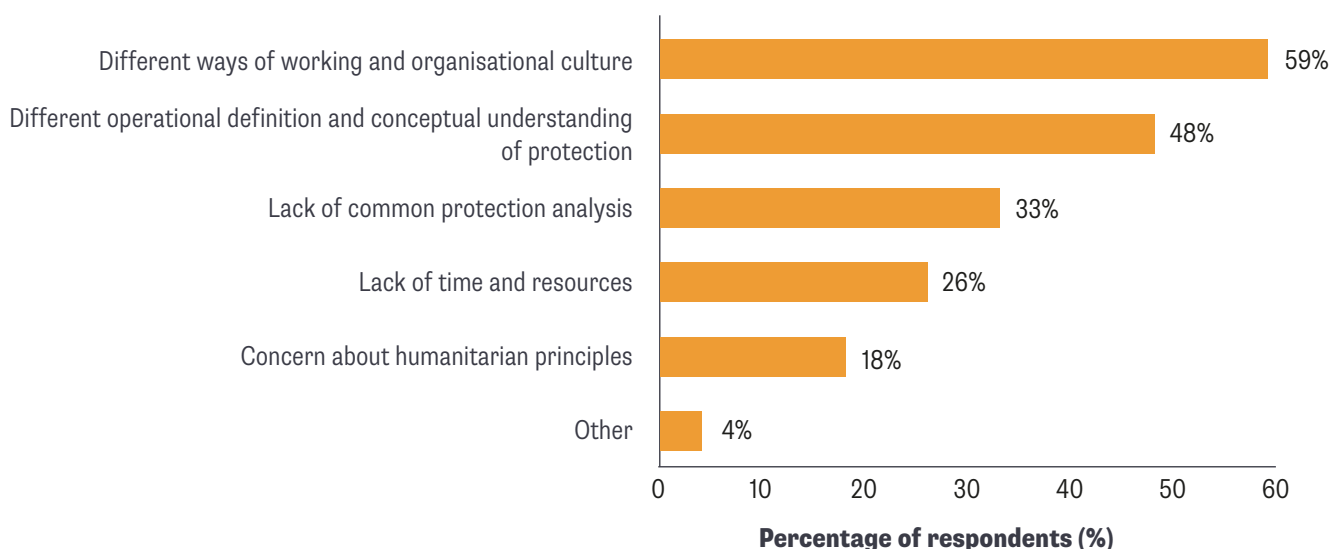 Different ways of working and organisational culture
59%
Different operational definition and conceptual understanding
of protection
48%
Lack of common protection analysis
33%
Lack of time and resources
26%
Concern about humanitarian principles
18%
Other
4%
0 10 20 30 40 50 60
Percentage of respondents (%)